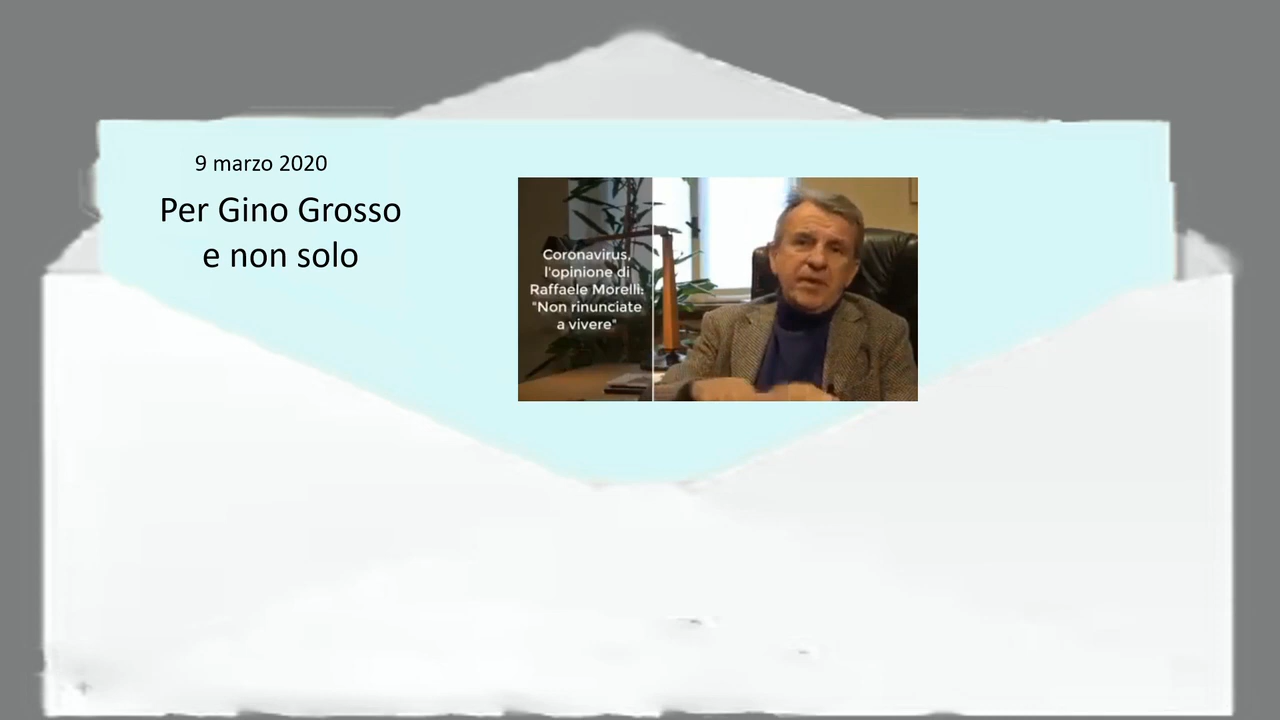 9 marzo 2020
Per Gino Grosso
e non solo
Coronavirus,
l'opinione di
Raffaele Morelli:
"Non rinunciate
a vivere"